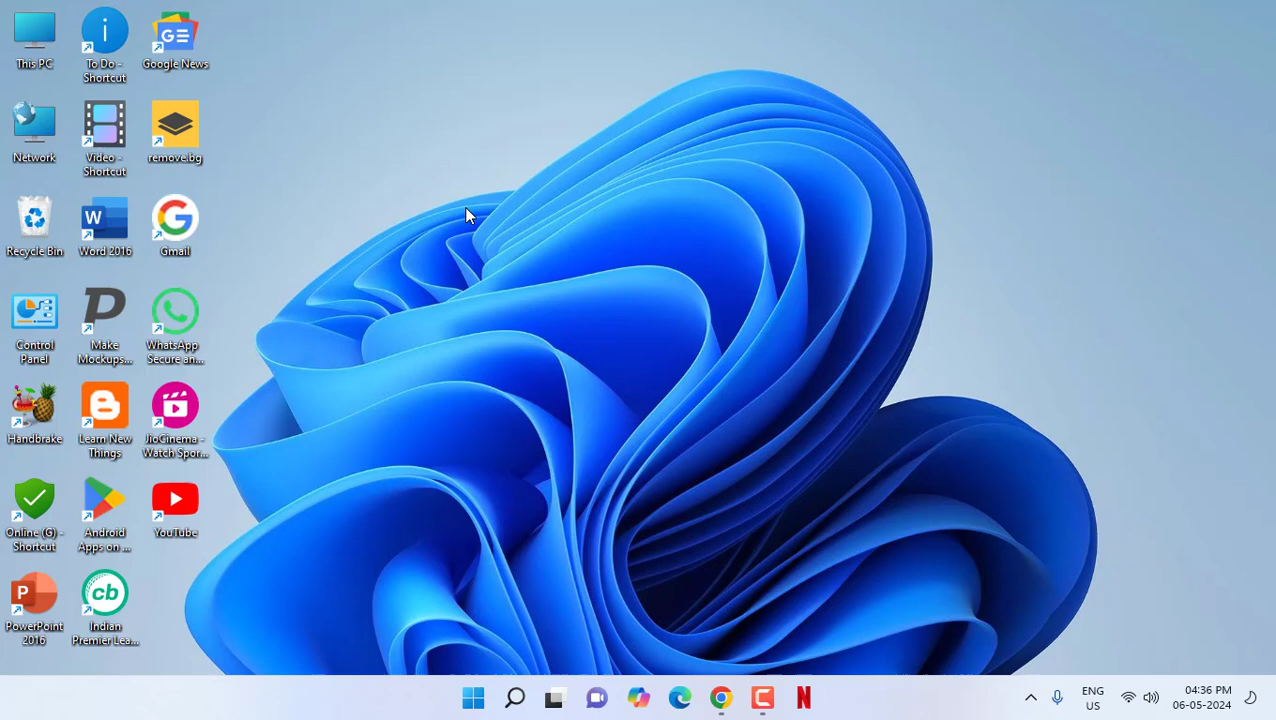 This PC
To Do -
Shortcut
Google News
Network
Video -
Shortcut
remove.bg
Recycle Bin
W
Word 2016
G
Gmail
Control
Panel
Make
Mockups...
WhatsApp
Secure an...
Handbrake
Learn New
Things
JioCinema -
Watch Spor...
Online (G) -
Shortcut
Android
Apps on ...
YouTube
P
PowerPoint
2016
cb
Indian
Premier Lea...
ENG
US
04:36 PM
06-05-2024